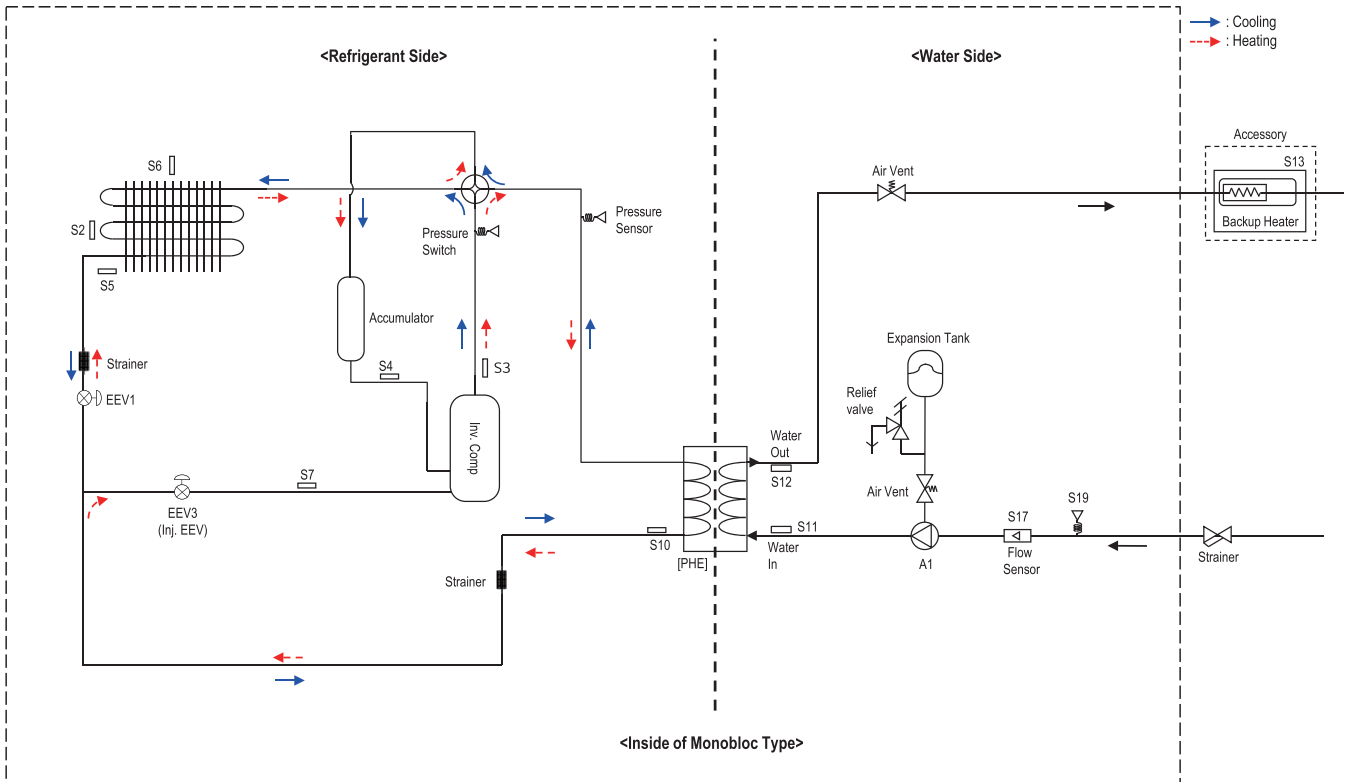 : Cooling
: Heating
<Refrigerant Side>
<Water Side>
Accessory
S13
Backup Heater
Air Vent
S6
S2
S5
Pressure
Switch
Pressure
Sensor
Accumulator
S4
S3
Strainer
EEV1
Inv. Comp
S7
EEV3
(Inj. EEV)
Expansion Tank
Relief
valve
Water
Out
S12
Air Vent
S19
S17
Flow
Sensor
A1
S11
Water
In
S10
[PHE]
Strainer
Strainer
<Inside of Monobloc Type>